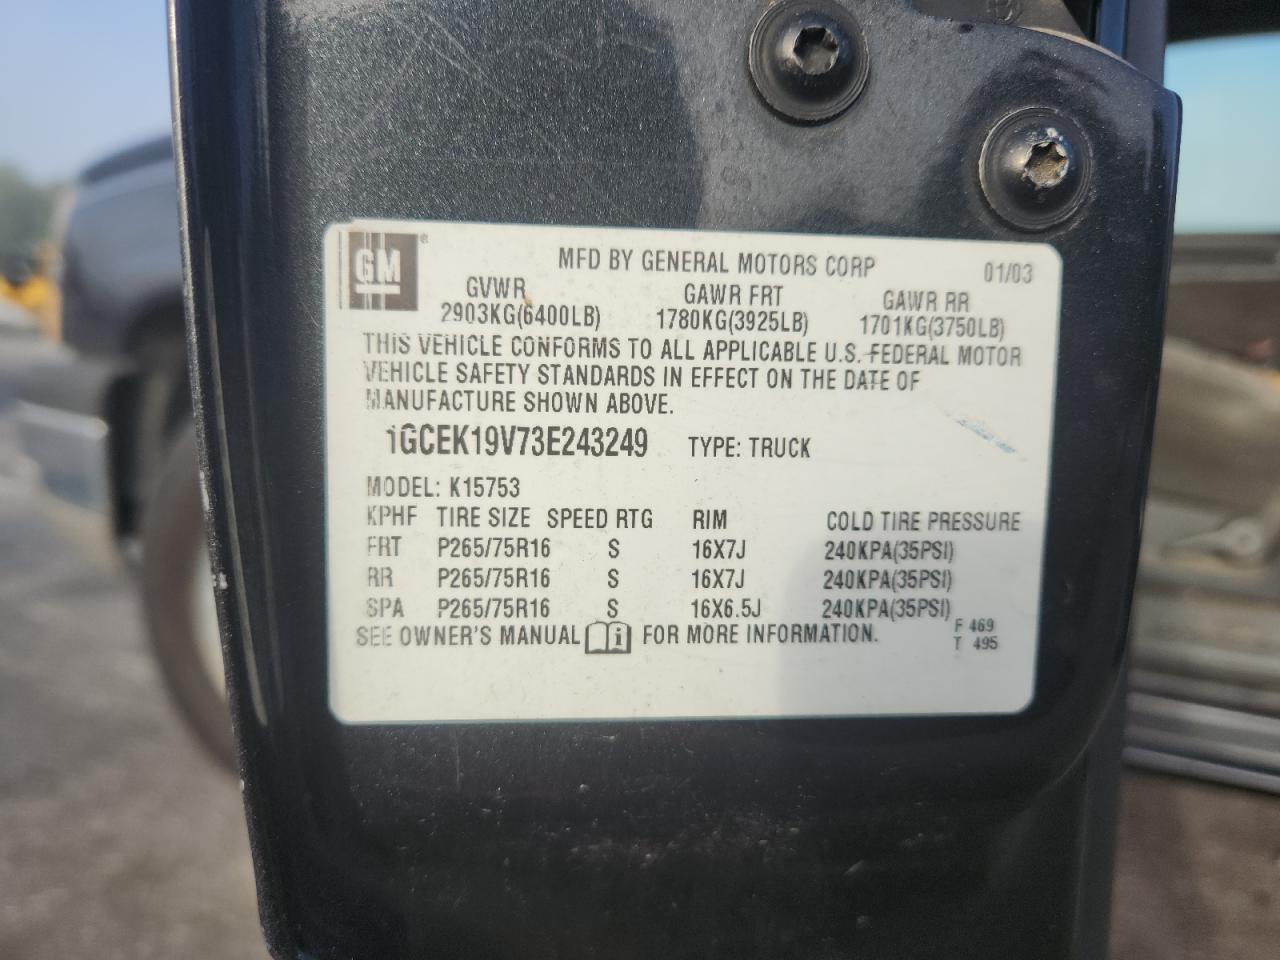 GM ®
MFD BY GENERAL MOTORS CORP 01/03
GVWR GAWR FRT GAWR RR
2903KG(6400LB) 1780KG(3925LB) 1701KG(3750LB)
THIS VEHICLE CONFORMS TO ALL APPLICABLE U.S. FEDERAL MOTOR
VEHICLE SAFETY STANDARDS IN EFFECT ON THE DATE OF
MANUFACTURE SHOWN ABOVE.
1GCEK19V73E243249 TYPE: TRUCK
MODEL: K15753
KPHF TIRE SIZE SPEED RTG RIM COLD TIRE PRESSURE
FRT P265/75R16 S 16X7J 240KPA(35PSI)
RR P265/75R16 S 16X7J 240KPA(35PSI)
SPA P265/75R16 S 16X6.5J 240KPA(35PSI)
SEE OWNER'S MANUAL i FOR MORE INFORMATION.
F 469
T 495